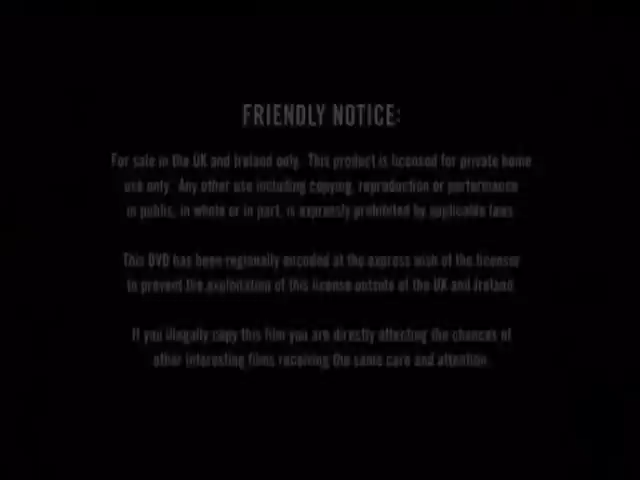 FRIENDLY NOTICE:
For sale in the UK and Ireland only. This product is licensed for private home
use only. Any other use including copying, reproduction or performance
in public, in whole or in part, is expressly prohibited by applicable laws.
This DVD has been regionally encoded at the express wish of the licensor
to prevent the exploitation of this license outside of the UK and Ireland.
If you illegally copy this film you are directly affecting the chances of
other interesting films receiving the same care and attention.